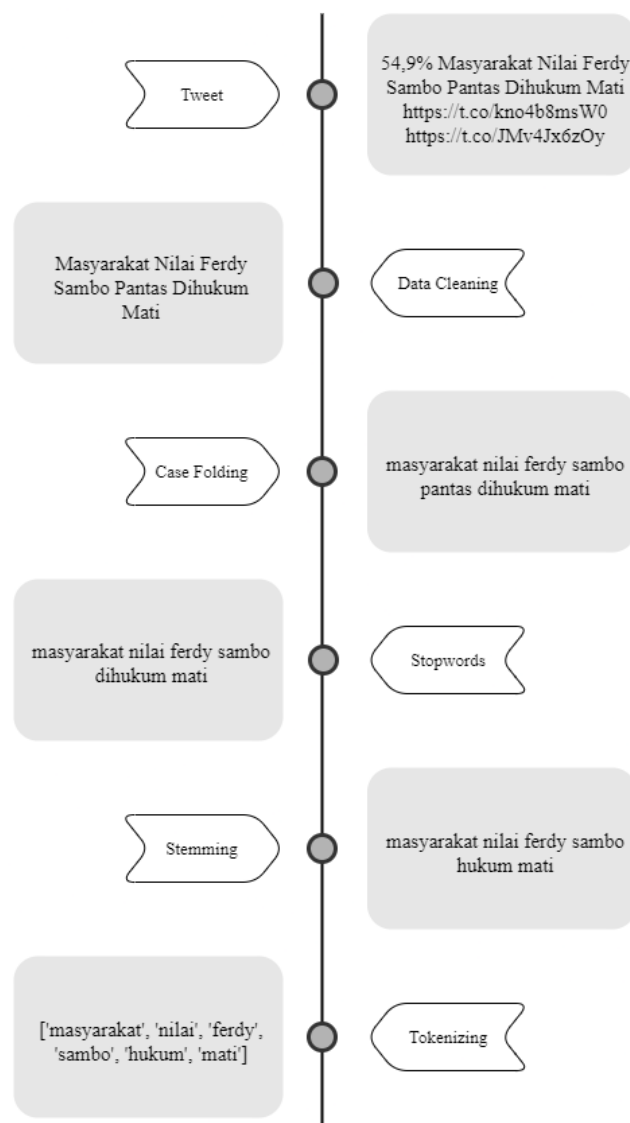 Tweet
54,9% Masyarakat Nilai Ferdy
Sambo Pantas Dihukum Mati
https://t.co/kno4b8msW0
https://t.co/JMv4Jx6zOy
Masyarakat Nilai Ferdy
Sambo Pantas Dihukum
Mati
Data Cleaning
Case Folding
masyarakat nilai ferdy sambo
pantas dihukum mati
masyarakat nilai ferdy sambo
dihukum mati
Stopwords
Stemming
masyarakat nilai ferdy sambo
hukum mati
['masyarakat', 'nilai', 'ferdy',
'sambo', 'hukum', 'mati']
Tokenizing